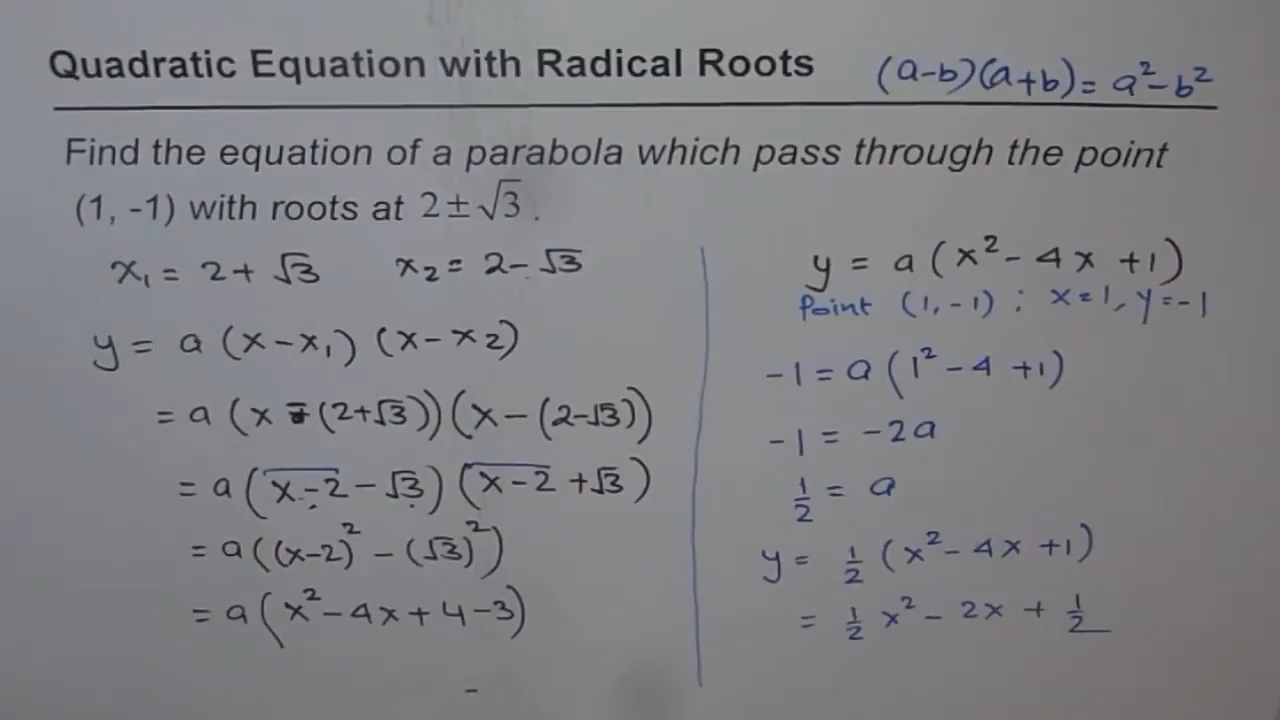 Quadratic Equation with Radical Roots (a-b)(a+b) = a²-b²
Find the equation of a parabola which pass through the point
(1, -1) with roots at 2 ± √3 .
x₁ = 2 + √3 x₂ = 2 - √3
y = a (x-x₁) (x-x₂)
= a (x - (2+√3)) (x - (2-√3))
= a (x-2 - √3) (x-2 + √3)
= a ((x-2)² - (√3)²)
= a (x² - 4x + 4 - 3)
y = a (x² - 4x + 1)
Point (1, -1) ; x = 1, y = -1
-1 = a (1² - 4 + 1)
-1 = -2a
1/2 = a
y = 1/2 (x² - 4x + 1)
= 1/2 x² - 2x + 1/2